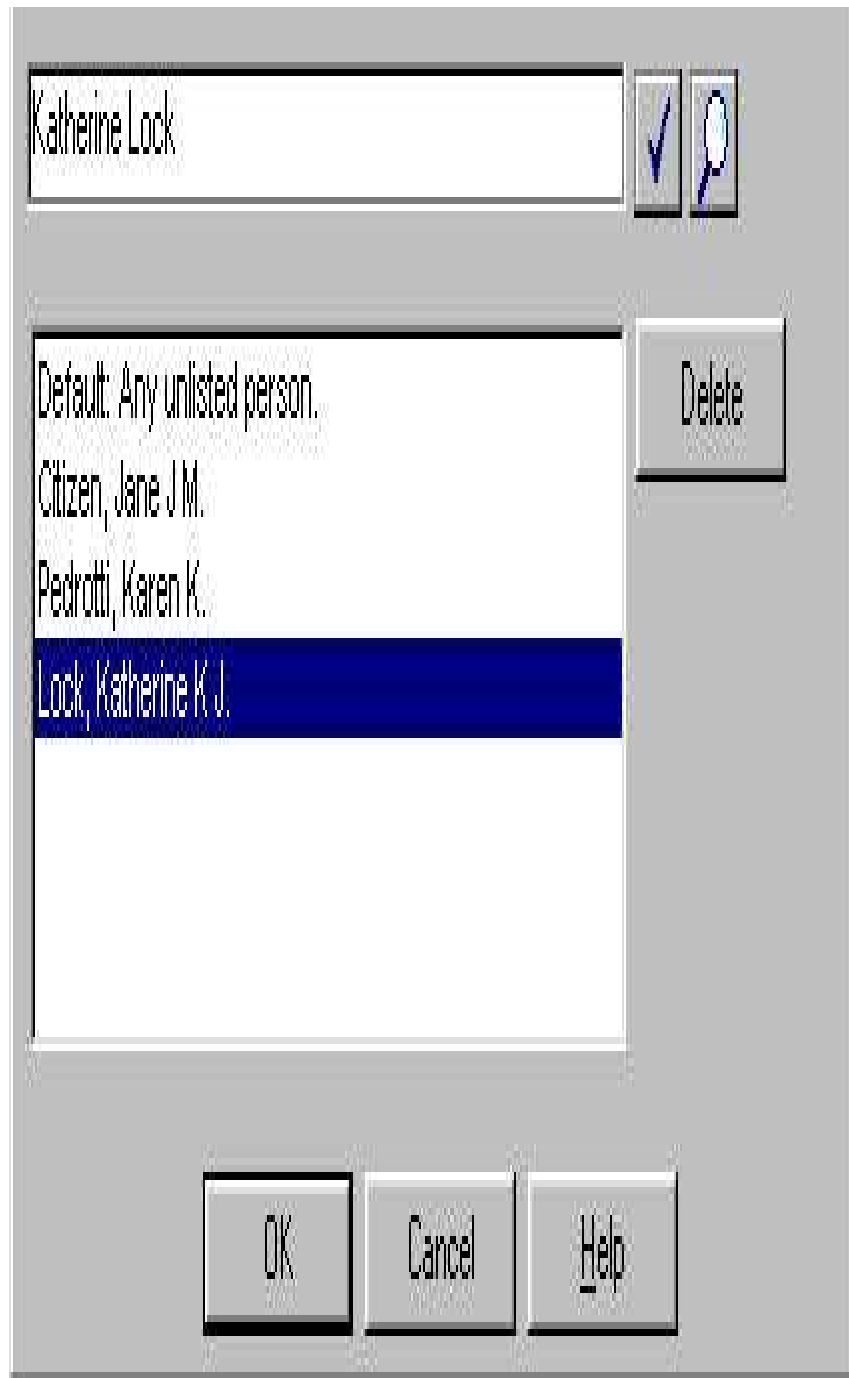 Katherine Lock
Default: Any unlisted person.
Delete
Citizen, Jane J M.
Pedrotti, Karen K.
Lock, Katherine K J.
OK
Cancel
Help